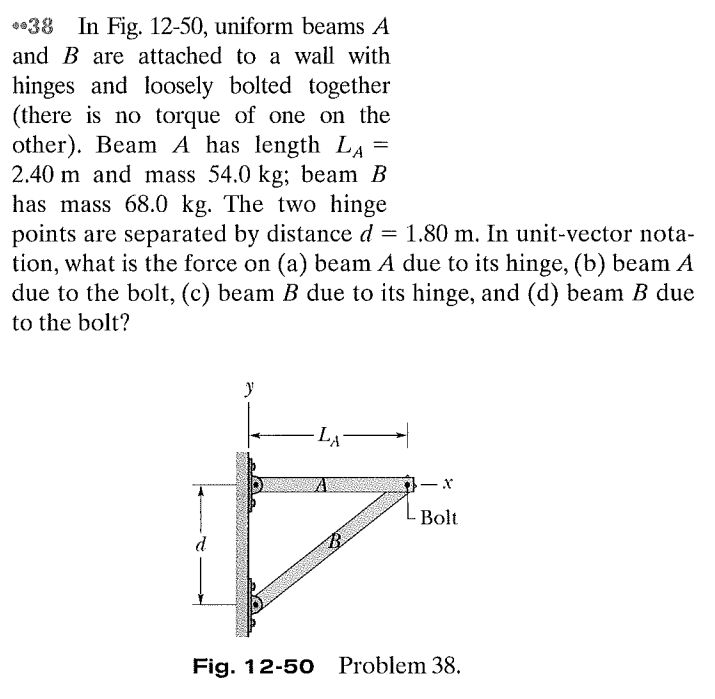 ••38 In Fig. 12-50, uniform beams A
and B are attached to a wall with
hinges and loosely bolted together
(there is no torque of one on the
other). Beam A has length L_A =
2.40 m and mass 54.0 kg; beam B
has mass 68.0 kg. The two hinge
points are separated by distance d = 1.80 m. In unit-vector nota-
tion, what is the force on (a) beam A due to its hinge, (b) beam A
due to the bolt, (c) beam B due to its hinge, and (d) beam B due
to the bolt?
y
L_A
A
x
Bolt
d
B
Fig. 12-50 Problem 38.